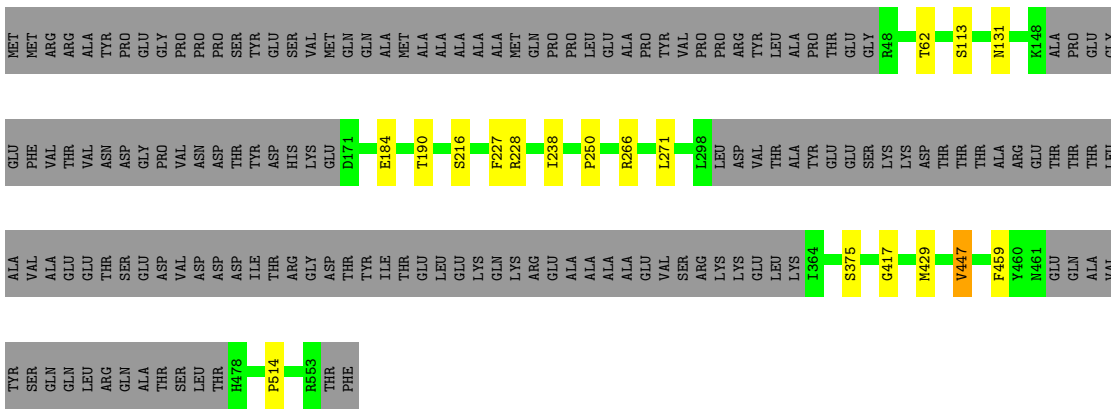 MET MET ARG ARG ALA TYR PRO GLU GLY PRO PRO PRO SER TYR GLU SER VAL MET GLN GLN ALA MET ALA ALA ALA ALA ALA MET GLN PRO PRO LEU GLU ALA PRO TYR VAL PRO PRO ARG TYR LEU ALA PRO THR GLU GLY R48 T62 S113 N131 K148 ALA PRO GLU GLY
GLU PHE VAL THR VAL ASN ASP GLY PRO VAL ASN ASP THR TYR ASP HIS LYS GLU D171 E184 T190 S216 F227 R228 I238 P250 R266 L271 L298 LEU ASP VAL THR ALA TYR GLU GLU SER LYS LYS ASP THR THR THR ALA ARG GLU THR THR THR LEU
ALA VAL ALA GLU GLU THR SER GLU ASP VAL ASP ASP ASP ILE THR ARG GLY ASP THR TYR ILE THR GLU LEU GLU LYS GLN LYS ARG GLU ALA ALA ALA ALA GLU VAL SER ARG LYS LYS GLU LEU LYS I364 S375 G417 M429 V447 F459 Y460 N461 GLU GLN ALA VAL
TYR SER GLN GLN LEU ARG GLN ALA THR SER LEU THR H478 P514 R553 THR PHE